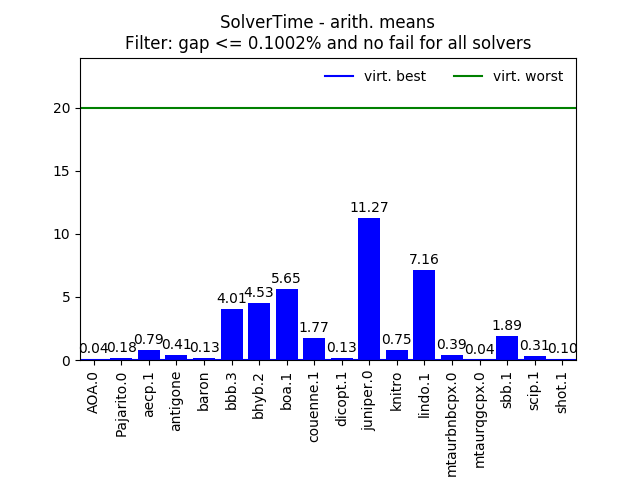 SolverTime - arith. means
Filter: gap <= 0.1002% and no fail for all solvers
virt. best
virt. worst
20
15
10
5
0
0.04
0.18
0.79
0.41
0.13
4.01
4.53
5.65
1.77
0.13
11.27
0.75
7.16
0.39
0.04
1.89
0.31
0.10
AOA.0
Pajarito.0
aecp.1
antigone
baron
bbb.3
bhyb.2
boa.1
couenne.1
dicopt.1
juniper.0
knitro
lindo.1
mtaurbnbcpx.0
mtaurqgcpx.0
sbb.1
scip.1
shot.1